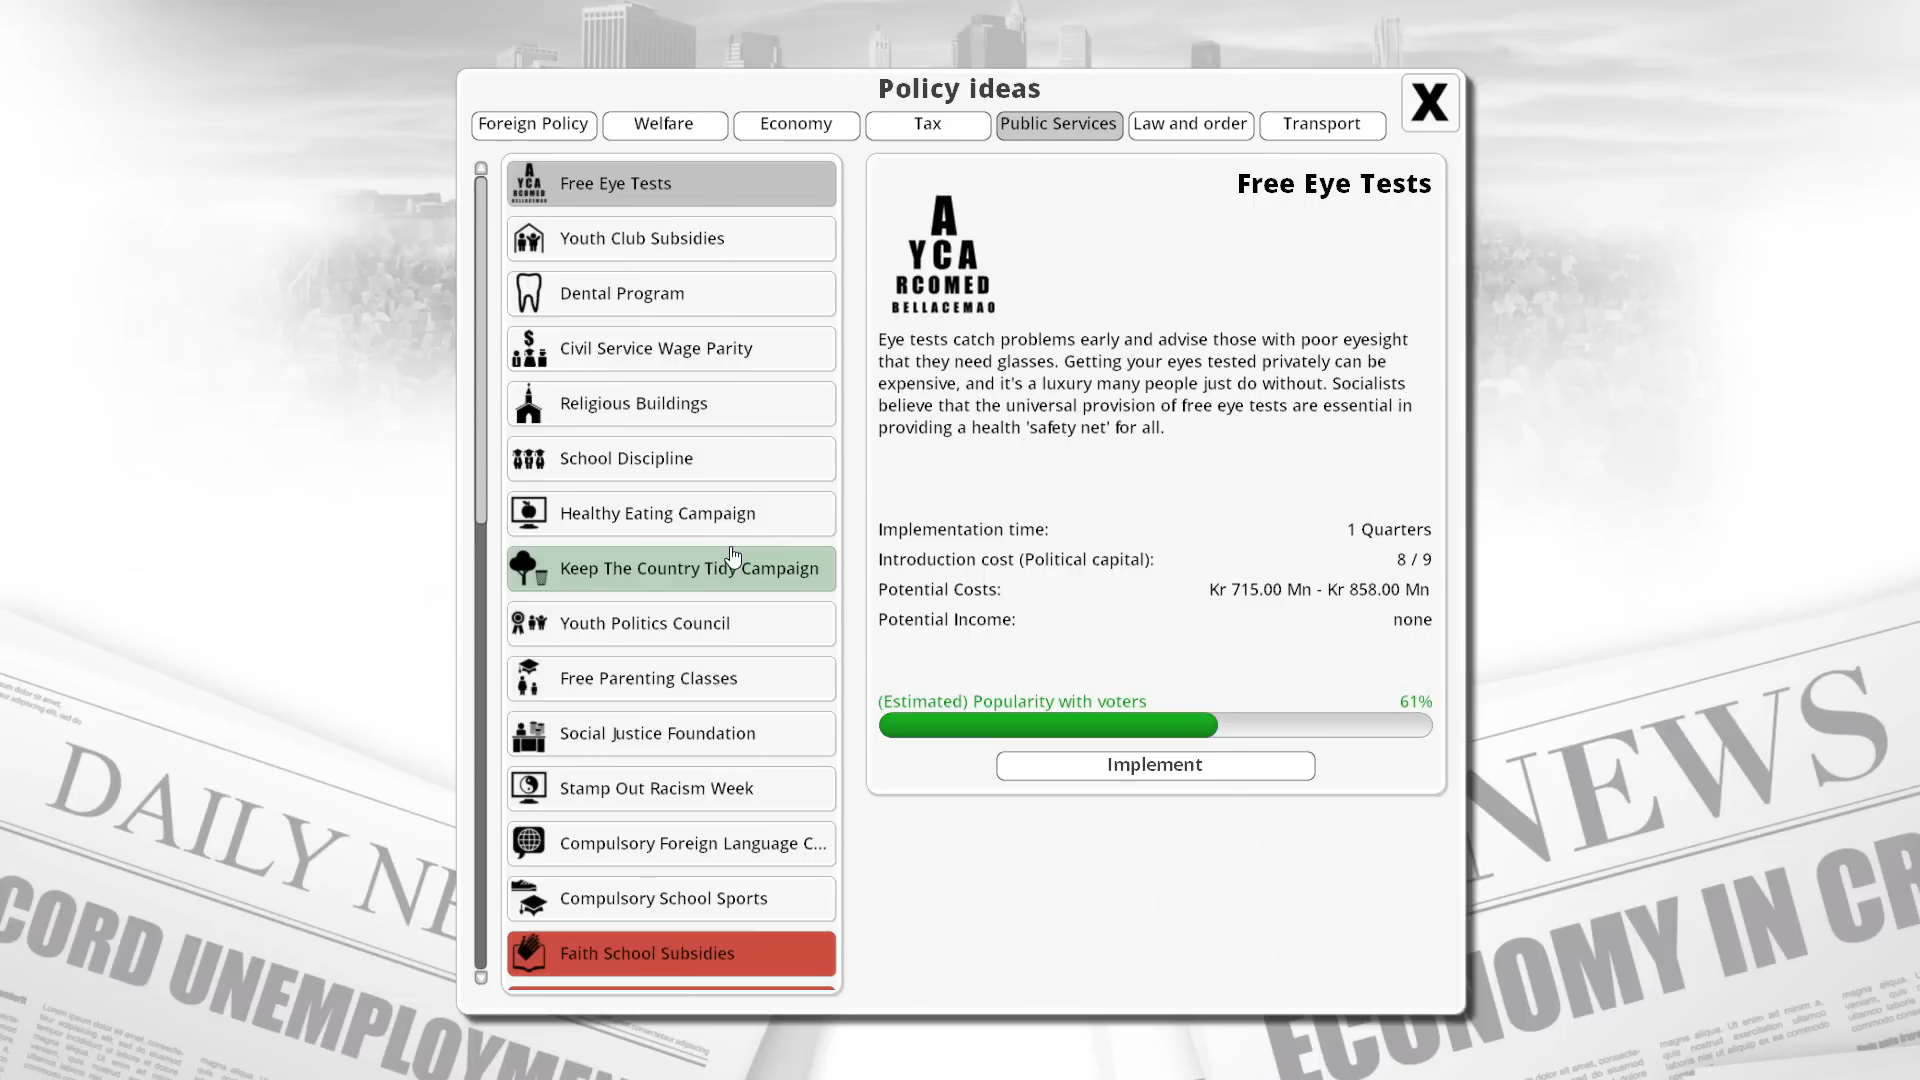 Policy ideas
X
Foreign Policy
Welfare
Economy
Tax
Public Services
Law and order
Transport
A
YCA
RCOMED
BELLACEMAO
Free Eye Tests
Youth Club Subsidies
Dental Program
$
Civil Service Wage Parity
Religious Buildings
School Discipline
Healthy Eating Campaign
Keep The Country Tidy Campaign
Youth Politics Council
Free Parenting Classes
Social Justice Foundation
Stamp Out Racism Week
Compulsory Foreign Language C...
Compulsory School Sports
Faith School Subsidies
Free Eye Tests
A
YCA
RCOMED
BELLACEMAO
Eye tests catch problems early and advise those with poor eyesight
that they need glasses. Getting your eyes tested privately can be
expensive, and it's a luxury many people just do without. Socialists
believe that the universal provision of free eye tests are essential in
providing a health 'safety net' for all.
Implementation time: 1 Quarters
Introduction cost (Political capital): 8 / 9
Potential Costs: Kr 715.00 Mn - Kr 858.00 Mn
Potential Income: none
(Estimated) Popularity with voters 61%
Implement
DAILY NE
CORD UNEMPLOYME
NEWS
ECONOMY IN CR